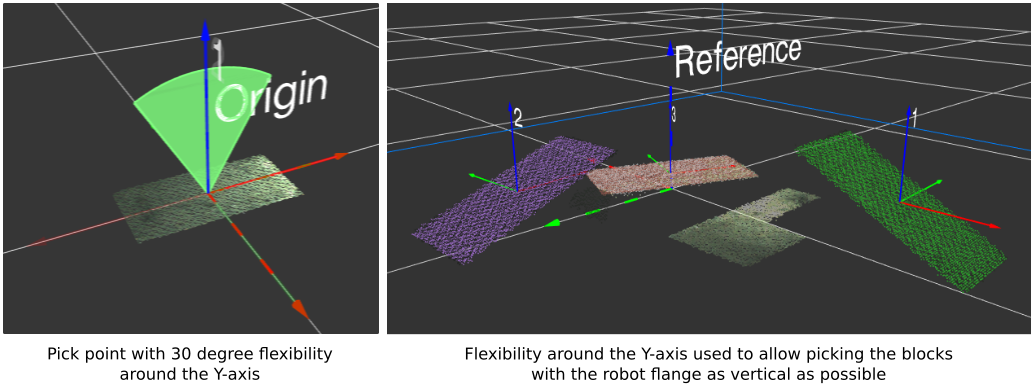 1
Origin
Reference
2
3
1
Pick point with 30 degree flexibility
around the Y-axis
Flexibility around the Y-axis used to allow picking the blocks
with the robot flange as vertical as possible